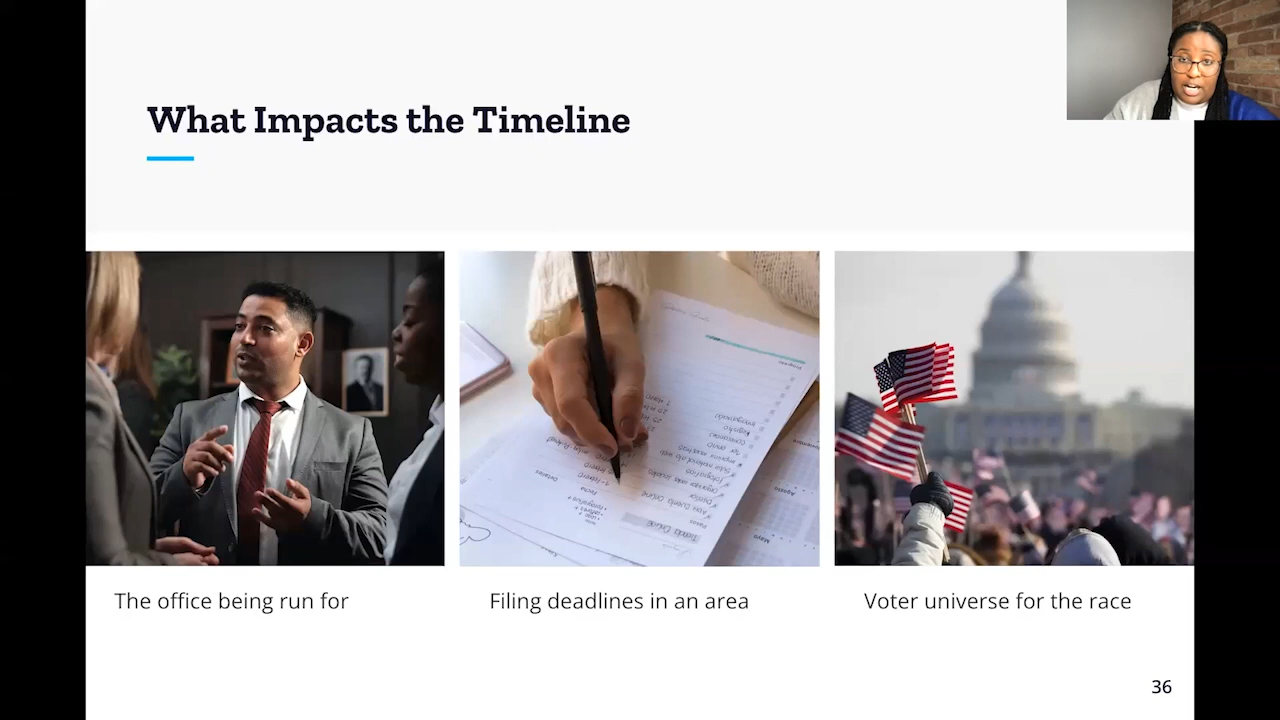 What Impacts the Timeline
The office being run for
Filing deadlines in an area
Voter universe for the race
36